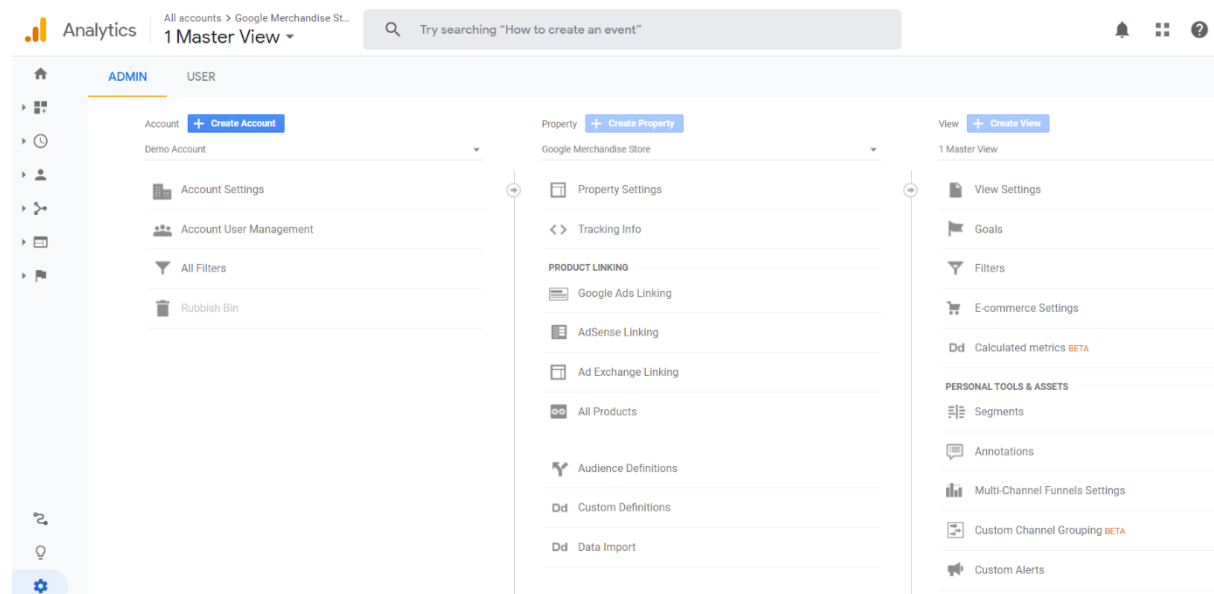 Analytics
All accounts > Google Merchandise St...
1 Master View
Try searching "How to create an event"
ADMIN
USER
Account
+ Create Account
Demo Account
Account Settings
Account User Management
All Filters
Rubbish Bin
Property
+ Create Property
Google Merchandise Store
Property Settings
Tracking Info
PRODUCT LINKING
Google Ads Linking
AdSense Linking
Ad Exchange Linking
All Products
Audience Definitions
Dd Custom Definitions
Dd Data Import
View
+ Create View
1 Master View
View Settings
Goals
Filters
E-commerce Settings
Dd Calculated metrics BETA
PERSONAL TOOLS & ASSETS
Segments
Annotations
Multi-Channel Funnels Settings
Custom Channel Grouping BETA
Custom Alerts